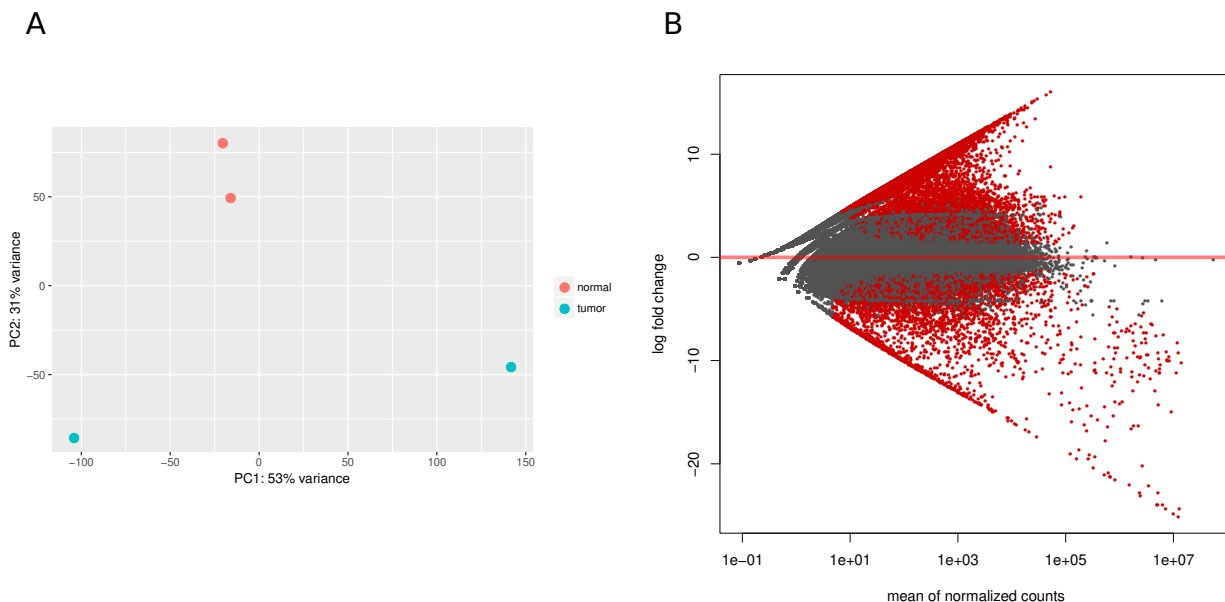 A
50
0
−50
−100
−50
0
50
100
150
PC1: 53% variance
PC2: 31% variance
normal
tumor
B
10
0
−10
−20
1e−01
1e+01
1e+03
1e+05
1e+07
log fold change
mean of normalized counts